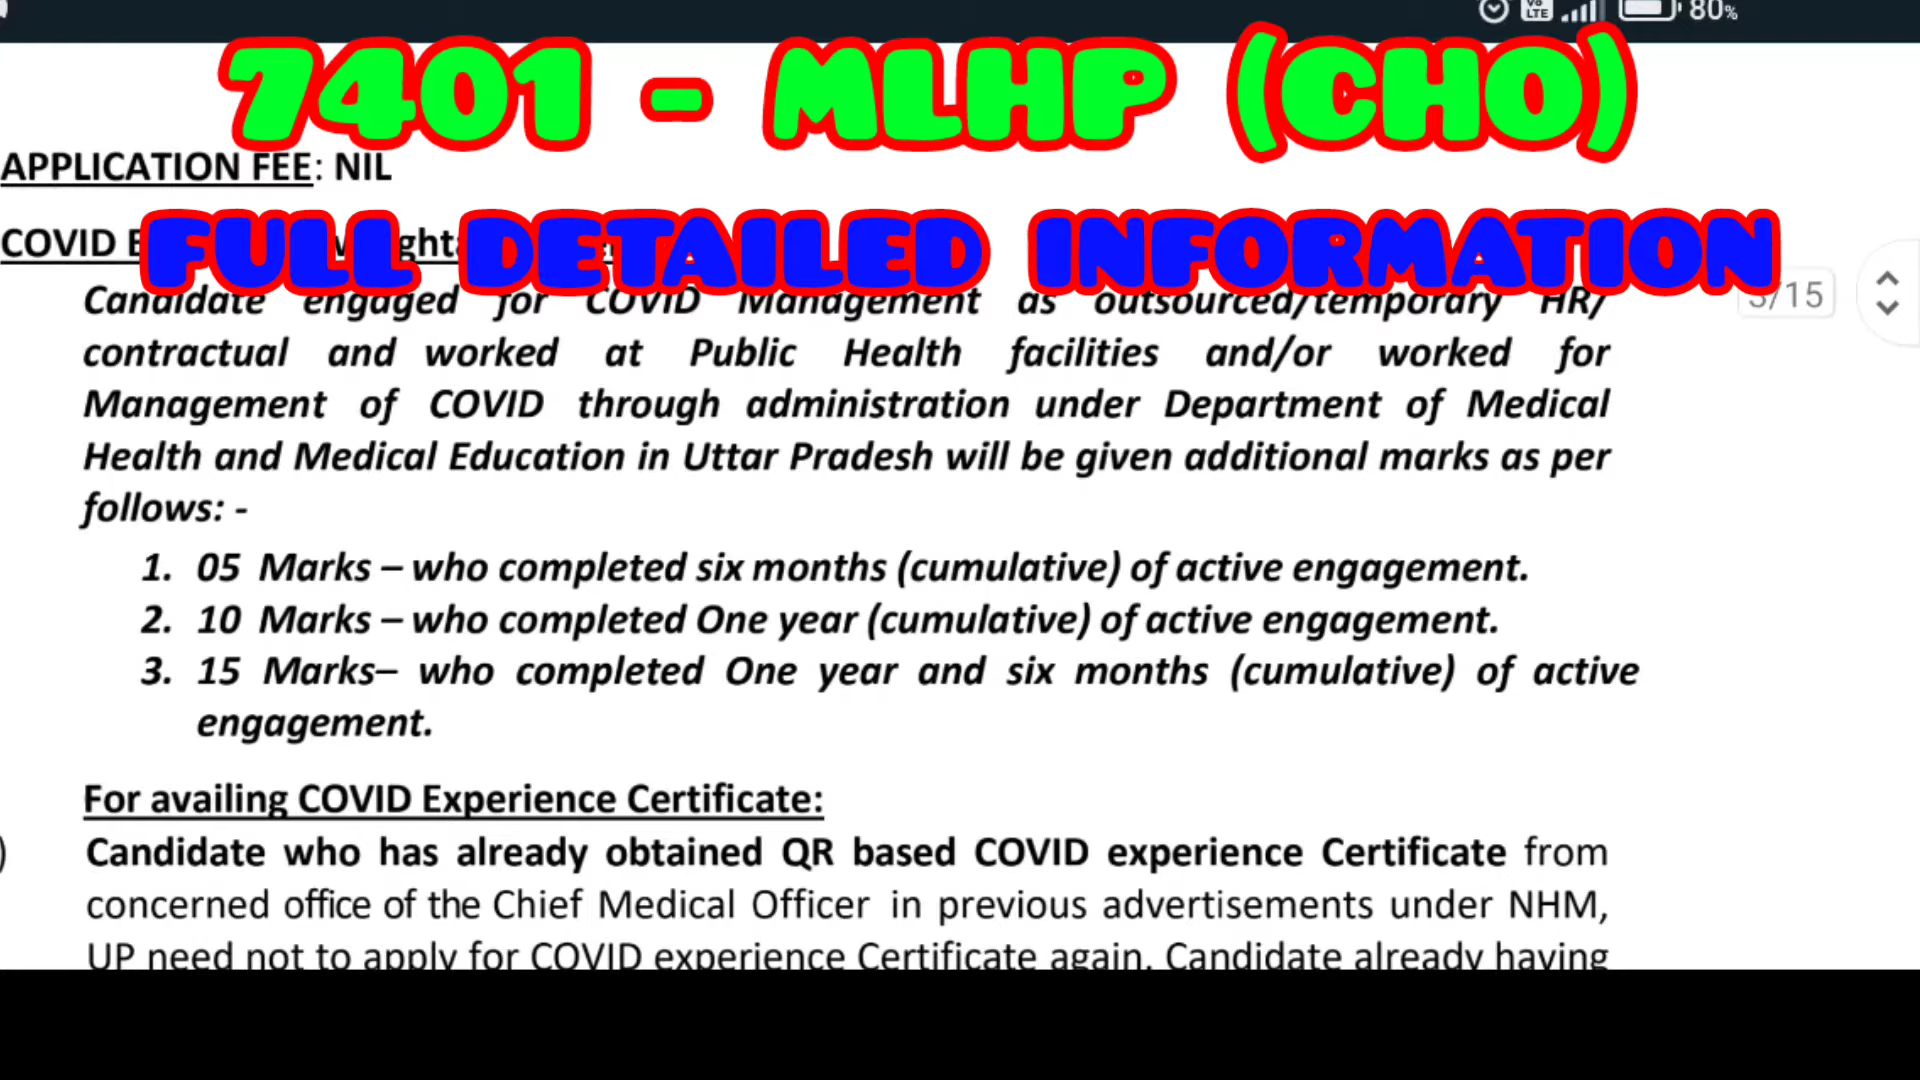 Vo LTE 80%
7401 - MLHP (CHO)
APPLICATION FEE: NIL
FULL DETAILED INFORMATION
COVID
Candidate engaged for COVID Management as outsourced/temporary HR/
/15
contractual and worked at Public Health facilities and/or worked for
Management of COVID through administration under Department of Medical
Health and Medical Education in Uttar Pradesh will be given additional marks as per
follows: -
1. 05 Marks – who completed six months (cumulative) of active engagement.
2. 10 Marks – who completed One year (cumulative) of active engagement.
3. 15 Marks– who completed One year and six months (cumulative) of active
engagement.
For availing COVID Experience Certificate:
) Candidate who has already obtained QR based COVID experience Certificate from
concerned office of the Chief Medical Officer in previous advertisements under NHM,
UP need not to apply for COVID experience Certificate again. Candidate already having